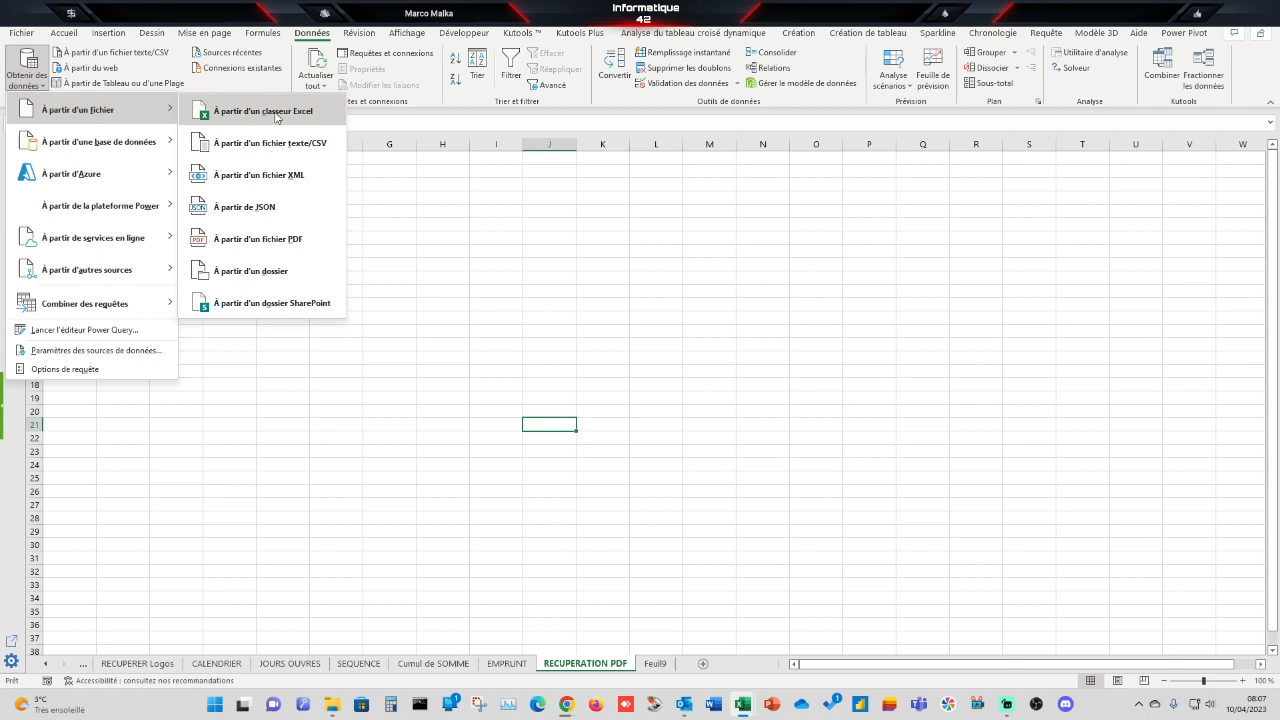 Marco Malka
Informatique
42
Fichier Accueil Insertion Dessin Mise en page Formules Données Révision Affichage Développeur Kutools ™ Kutools Plus Analyse du tableau croisé dynamique Création Création de tableau Sparkline Chronologie Requête Modèle 3D Aide Power Pivot
Obtenir des données
À partir d'un fichier texte/CSV
À partir du web
À partir de Tableau ou d'une Plage
Sources récentes
Connexions existantes
Actualiser tout
Requêtes et connexions
Propriétés
Modifier les liaisons
Trier
Filtrer
Effacer
Réappliquer
Avancé
Convertir
Remplissage instantané
Supprimer les doublons
Validation des données
Consolider
Relations
Gérer le modèle de données
Analyse scénarios
Feuille de prévision
Grouper
Dissocier
Sous-total
Utilitaire d'analyse
Solveur
Combiner
Fractionner les données
êtes et connexions
Trier et filtrer
Outils de données
Prévision
Plan
Analyse
Kutools
À partir d'un fichier
À partir d'une base de données
À partir d'Azure
À partir de la plateforme Power
À partir de services en ligne
À partir d'autres sources
Combiner des requêtes
Lancer l'éditeur Power Query...
Paramètres des sources de données...
Options de requête
À partir d'un classeur Excel
À partir d'un fichier texte/CSV
À partir d'un fichier XML
JSON
À partir de JSON
PDF
À partir d'un fichier PDF
À partir d'un dossier
À partir d'un dossier SharePoint
G H I J K L M N O P Q R S T U V W
18
19
20
21
22
23
24
25
26
27
28
29
30
31
32
33
34
35
36
37
38
... RECUPERER Logos CALENDRIER JOURS OUVRES SEQUENCE Cumul de SOMME EMPRUNT RECUPERATION PDF Feuil9
Prêt Accessibilité : consultez nos recommandations 100 %
3°C
Très ensoleillé
08:07
10/04/2023